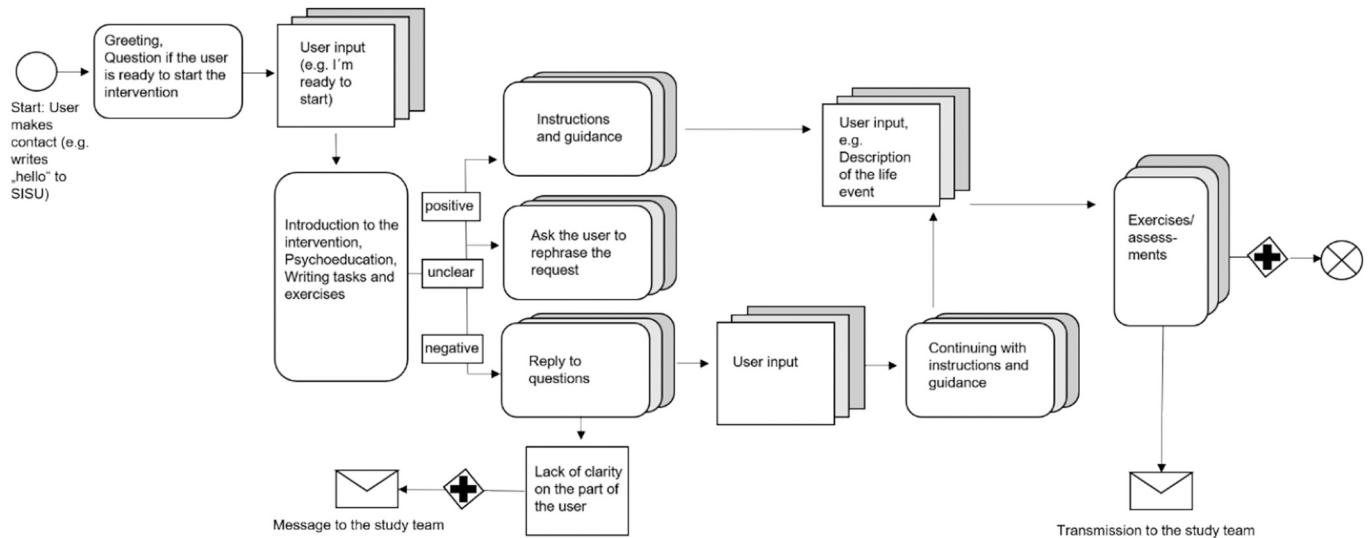 Start: User
makes
contact (e.g.
writes
„hello“ to
SISU)
Greeting,
Question if the user
is ready to start the
intervention
User input
(e.g. I´m
ready to
start)
Introduction to the
intervention,
Psychoeducation,
Writing tasks and
exercises
positive
unclear
negative
Instructions
and guidance
Ask the user to
rephrase the
request
Reply to
questions
Lack of clarity
on the part of
the user
Message to the study team
User input
Continuing with
instructions and
guidance
User input,
e.g.
Description
of the life
event
Exercises/
assess-
ments
Transmission to the study team